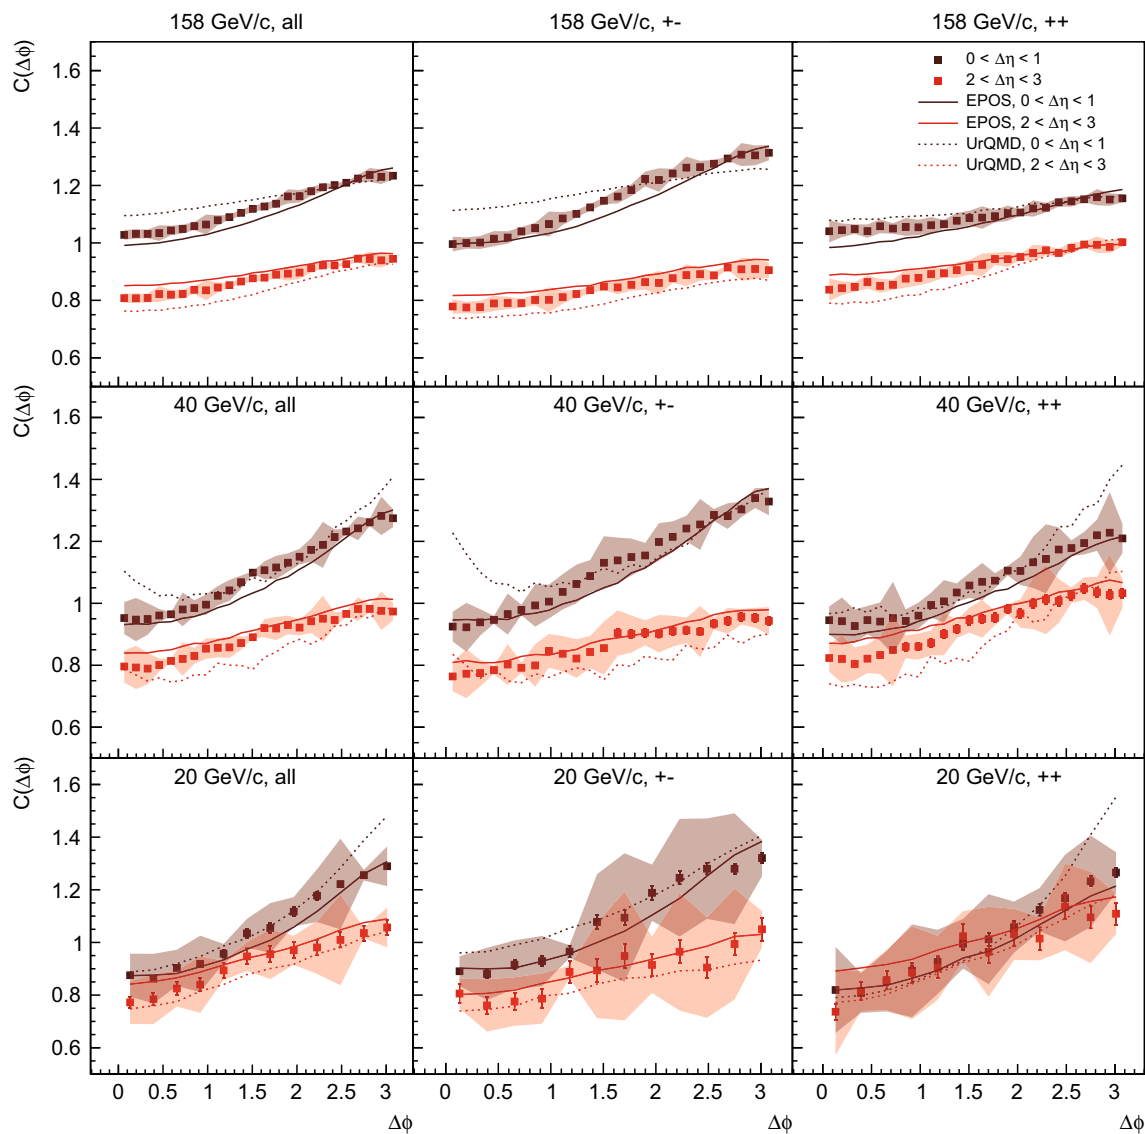 158 GeV/c, all
158 GeV/c, +-
158 GeV/c, ++
C(Δϕ)
1.6
1.4
1.2
1
0.8
0.6
0 < Δη < 1
2 < Δη < 3
EPOS, 0 < Δη < 1
EPOS, 2 < Δη < 3
UrQMD, 0 < Δη < 1
UrQMD, 2 < Δη < 3
40 GeV/c, all
40 GeV/c, +-
40 GeV/c, ++
C(Δϕ)
1.6
1.4
1.2
1
0.8
0.6
20 GeV/c, all
20 GeV/c, +-
20 GeV/c, ++
C(Δϕ)
1.6
1.4
1.2
1
0.8
0.6
0 0.5 1 1.5 2 2.5 3
0 0.5 1 1.5 2 2.5 3
0 0.5 1 1.5 2 2.5 3
Δϕ
Δϕ
Δϕ